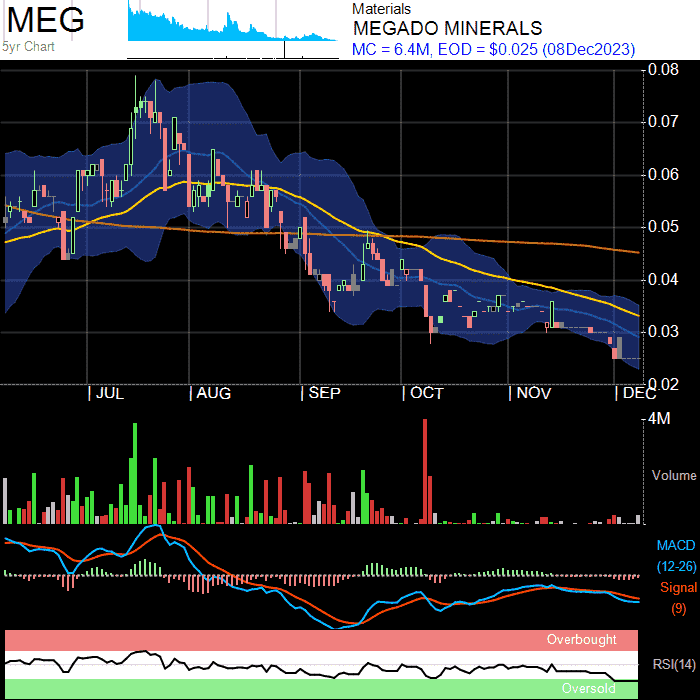 MEG
5yr Chart
Materials
MEGADO MINERALS
MC = 6.4M, EOD = $0.025 (08Dec2023)
0.08
0.07
0.06
0.05
0.04
0.03
0.02
JUL AUG SEP OCT NOV DEC
4M
Volume
MACD
(12-26)
Signal
(9)
Overbought
RSI(14)
Oversold